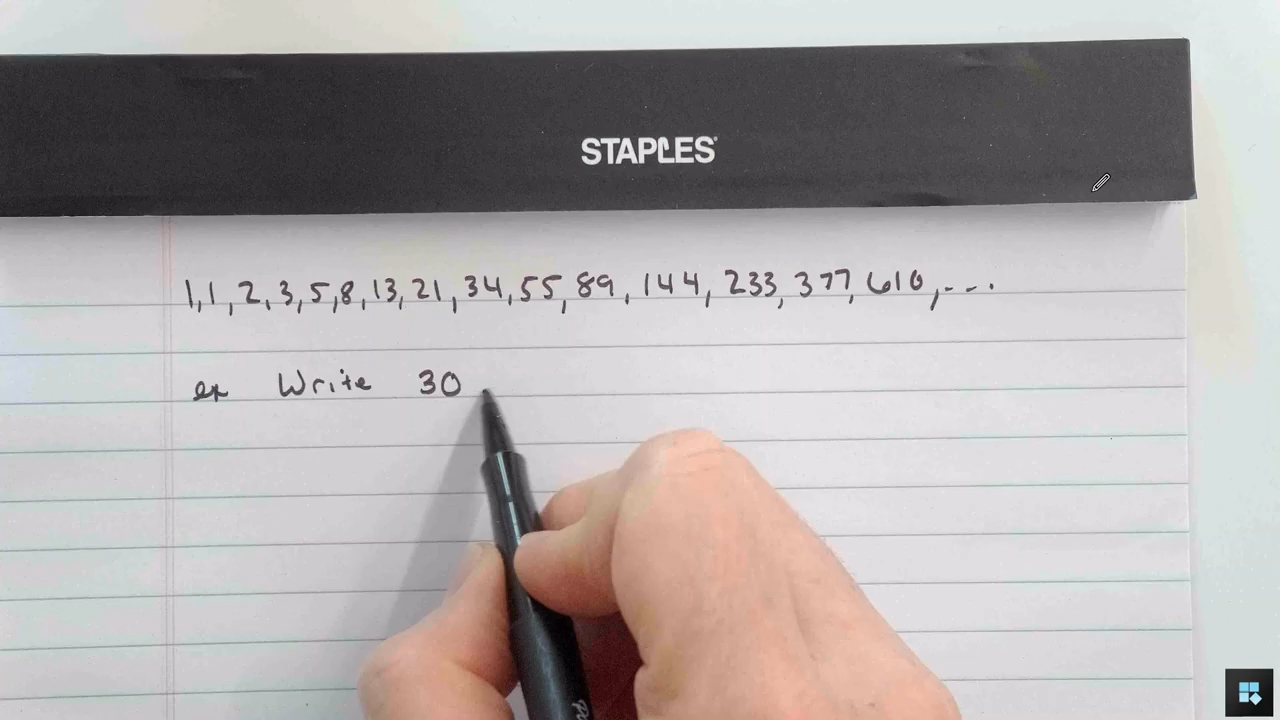 STAPLES
1, 1, 2, 3, 5, 8, 13, 21, 34, 55, 89, 144, 233, 377, 610, ...
ex Write 30